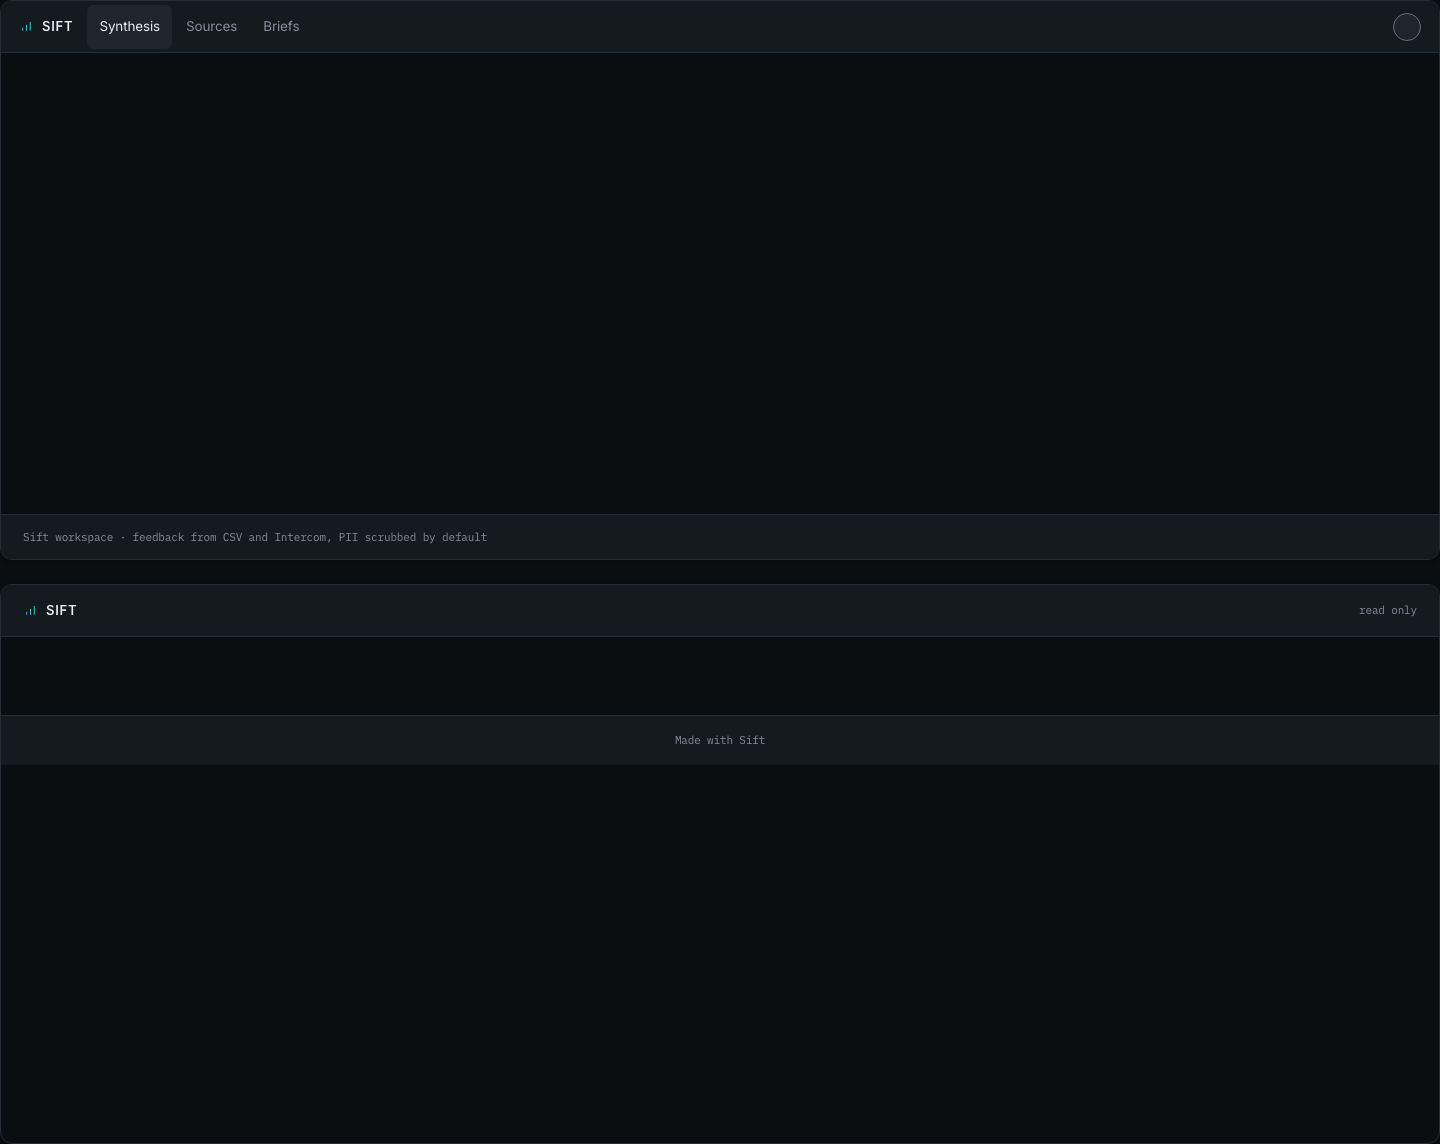 SIFT Synthesis Sources Briefs
Sift workspace · feedback from CSV and Intercom, PII scrubbed by default
SIFT read only
Made with Sift